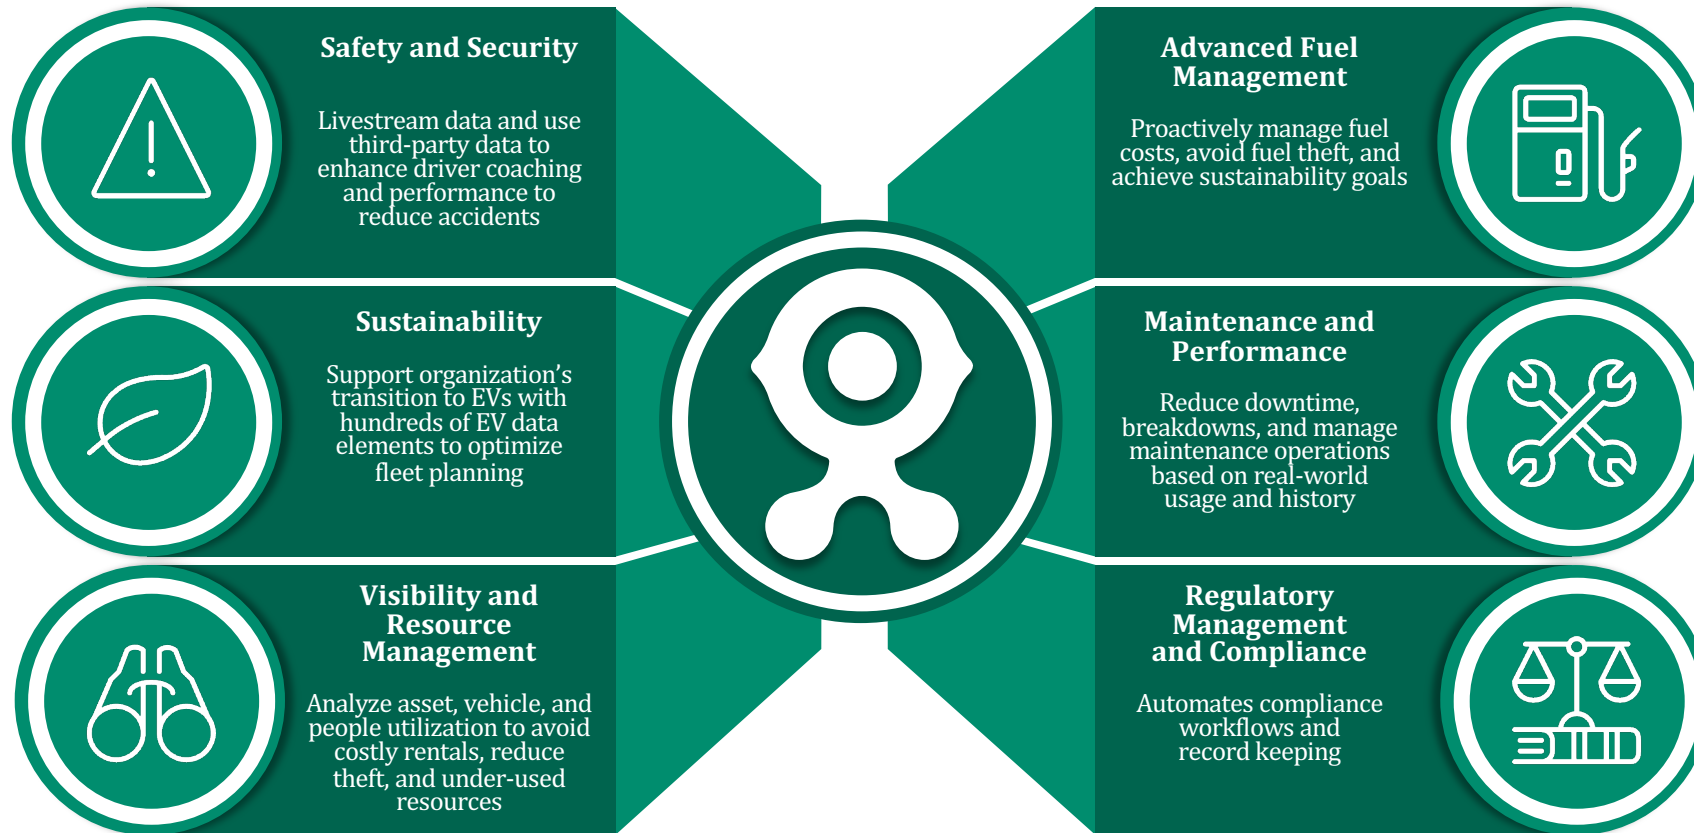 Safety and Security
Livestream data and use
third-party data to
enhance driver coaching
and performance to
reduce accidents
Sustainability
Support organization’s
transition to EVs with
hundreds of EV data
elements to optimize
fleet planning
Visibility and
Resource
Management
Analyze asset, vehicle, and
people utilization to avoid
costly rentals, reduce
theft, and under-used
resources
Advanced Fuel
Management
Proactively manage fuel
costs, avoid fuel theft, and
achieve sustainability goals
Maintenance and
Performance
Reduce downtime,
breakdowns, and manage
maintenance operations
based on real-world
usage and history
Regulatory
Management
and Compliance
Automates compliance
workflows and
record keeping